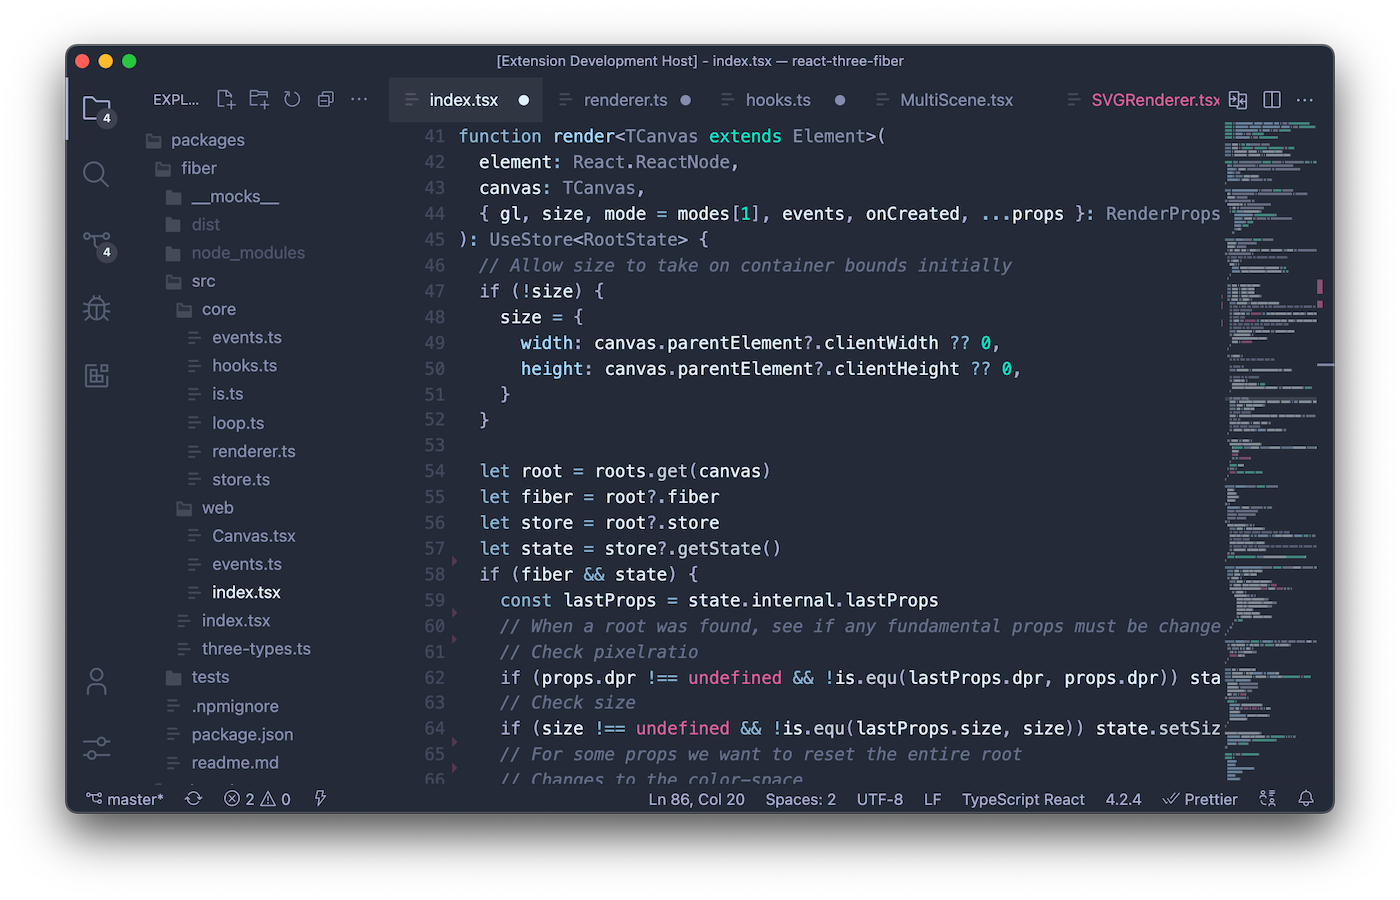 [Extension Development Host] - index.tsx — react-three-fiber
EXPL...
index.tsx
renderer.ts
hooks.ts
MultiScene.tsx
SVGRenderer.tsx
4
4
packages
fiber
__mocks__
dist
node_modules
src
core
events.ts
hooks.ts
is.ts
loop.ts
renderer.ts
store.ts
web
Canvas.tsx
events.ts
index.tsx
index.tsx
three-types.ts
tests
.npmignore
package.json
readme.md
41 function render<TCanvas extends Element>(
42 element: React.ReactNode,
43 canvas: TCanvas,
44 { gl, size, mode = modes[1], events, onCreated, ...props }: RenderProps
45 ): UseStore<RootState> {
46 // Allow size to take on container bounds initially
47 if (!size) {
48 size = {
49 width: canvas.parentElement?.clientWidth ?? 0,
50 height: canvas.parentElement?.clientHeight ?? 0,
51 }
52 }
53
54 let root = roots.get(canvas)
55 let fiber = root?.fiber
56 let store = root?.store
57 let state = store?.getState()
58 if (fiber && state) {
59 const lastProps = state.internal.lastProps
60 // When a root was found, see if any fundamental props must be change
61 // Check pixelratio
62 if (props.dpr !== undefined && !is.equ(lastProps.dpr, props.dpr)) sta
63 // Check size
64 if (size !== undefined && !is.equ(lastProps.size, size)) state.setSiz
65 // For some props we want to reset the entire root
66 // Changes to the color-space
master* 2 0 Ln 86, Col 20 Spaces: 2 UTF-8 LF TypeScript React 4.2.4 Prettier